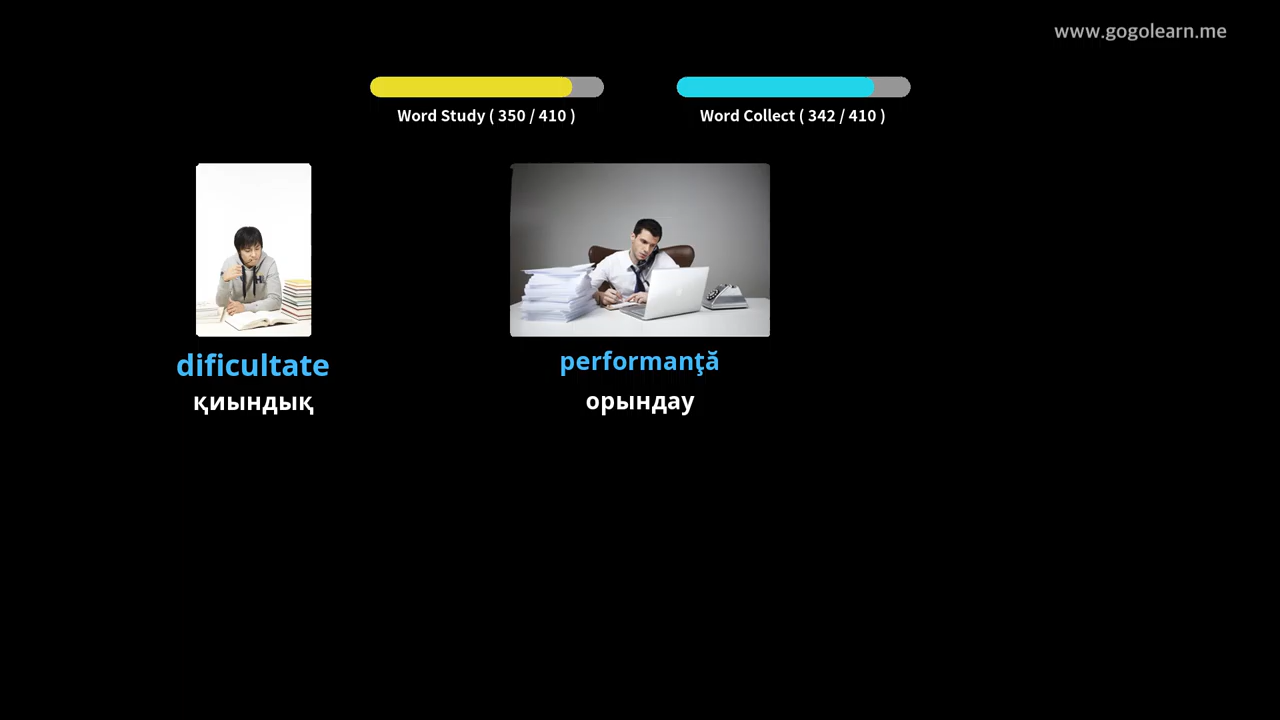 www.gogolearn.me
Word Study ( 350 / 410 )
Word Collect ( 342 / 410 )
dificultate
қиындық
performanţă
орындау